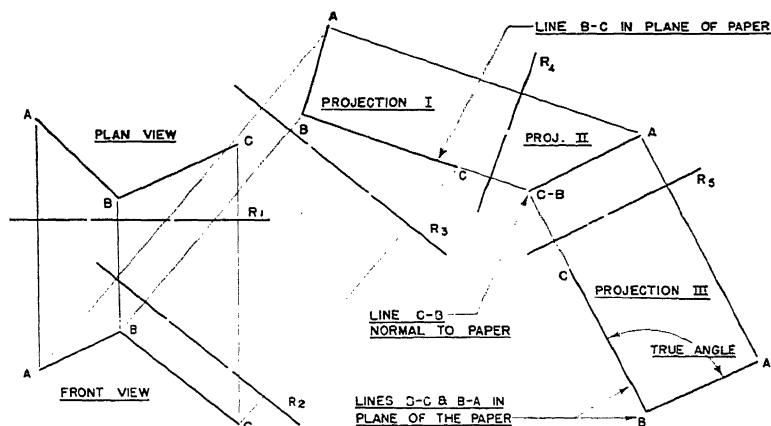 A
LINE B-C IN PLANE OF PAPER
R4
PROJECTION I
A
PLAN VIEW
C
B
PROJ. II
A
C
R5
B
C-B
R1
R3
C
PROJECTION III
LINE C-B
NORMAL TO PAPER
B
TRUE ANGLE
A
A
FRONT VIEW
R2
LINES B-C & B-A IN
PLANE OF THE PAPER
B
C